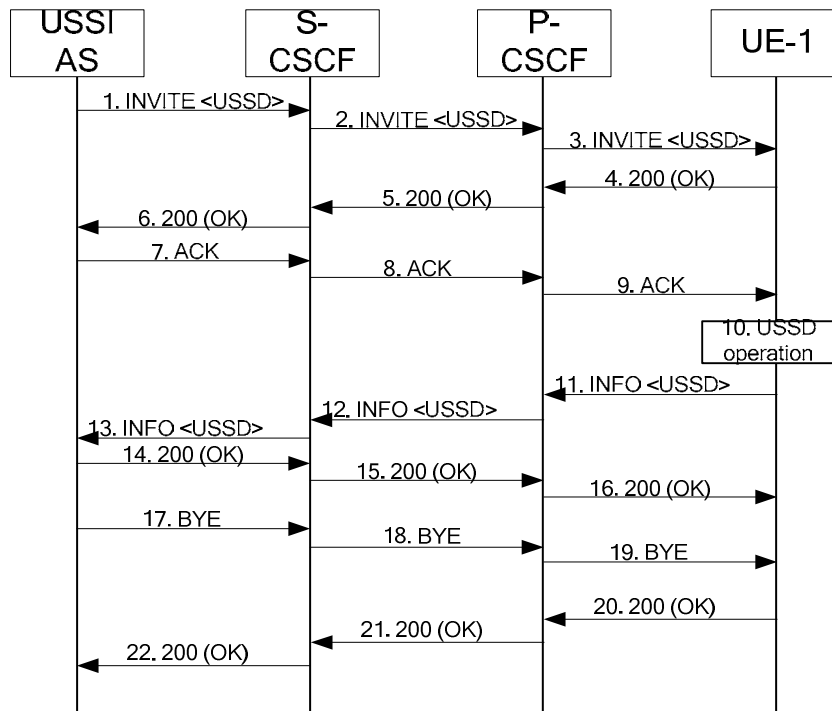 USSI
AS
S-
CSCF
P-
CSCF
UE-1
1. INVITE <USSD>
2. INVITE <USSD>
3. INVITE <USSD>
4. 200 (OK)
5. 200 (OK)
6. 200 (OK)
7. ACK
8. ACK
9. ACK
10. USSD
operation
11. INFO <USSD>
12. INFO <USSD>
13. INFO <USSD>
14. 200 (OK)
15. 200 (OK)
16. 200 (OK)
17. BYE
18. BYE
19. BYE
20. 200 (OK)
21. 200 (OK)
22. 200 (OK)